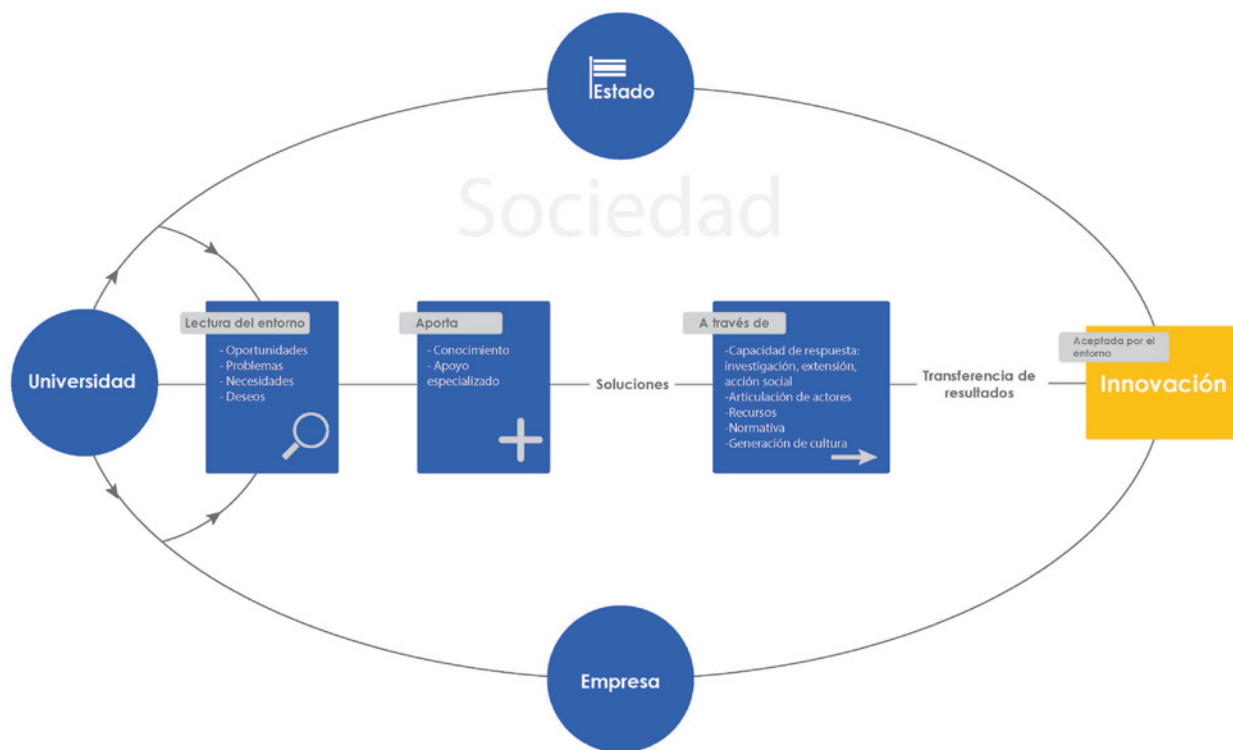 Estado
Sociedad
Universidad
Lectura del entorno
- Oportunidades
- Problemas
- Necesidades
- Deseos
Aporta
- Conocimiento
- Apoyo
especializado
Soluciones
A través de
-Capacidad de respuesta:
investigación, extensión,
acción social
-Articulación de actores
-Recursos
-Normativa
-Generación de cultura
Transferencia de
resultados
Aceptada por el
entorno
Innovación
Empresa